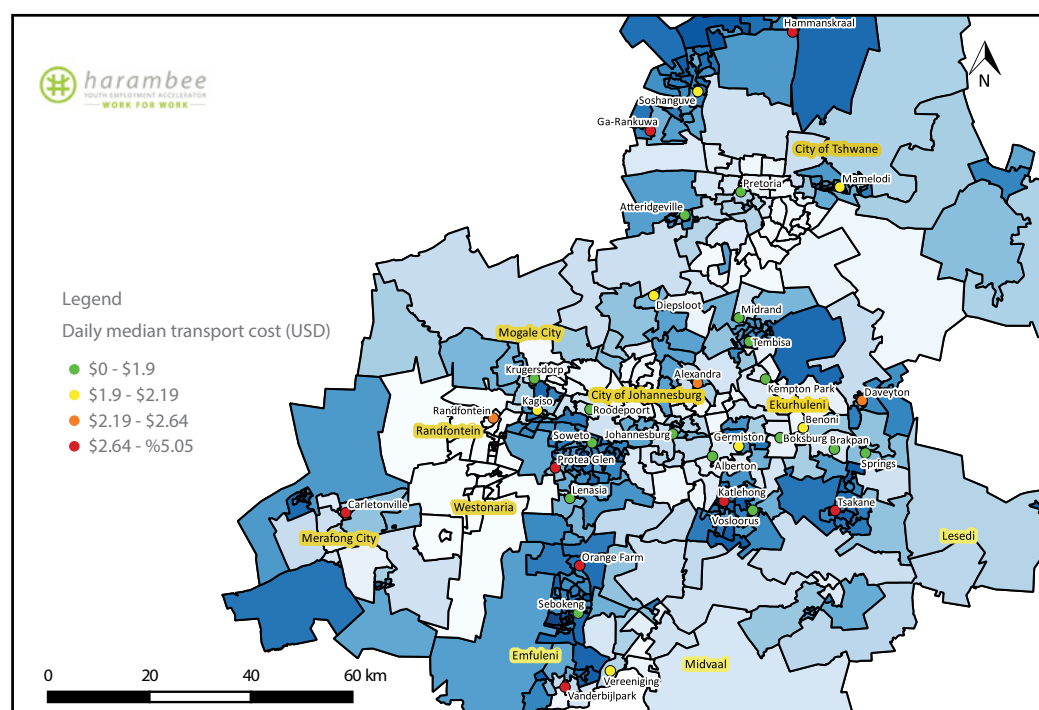 Hammanskraal
harambee
YOUTH EMPLOYMENT ACCELERATOR
WORK FOR WORK
N
Soshanguve
Ga-Rankuwa
City of Tshwane
Mamelodi
Pretoria
Atteridgeville
Legend
Daily median transport cost (USD)
$0 - $1.9
$1.9 - $2.19
$2.19 - $2.64
$2.64 - %5.05
Diepsloot
Midrand
Mogale City
Tembisa
Krugersdorp
Alexandra
Kempton Park
City of Johannesburg
Daveyton
Kagiso
Ekurhuleni
Randfontein
Roodepoort
Benoni
Randfontein
Soweto
Johannesburg
Germiston
Boksburg
Brakpan
Protea Glen
Alberton
Springs
Lenasia
Katlehong
Carletonville
Westonaria
Tsakane
Vosloorus
Merafong City
Lesedi
Orange Farm
Sebokeng
Emfuleni
Midvaal
Vereeniging
Vanderbijlpark
0 20 40 60 km